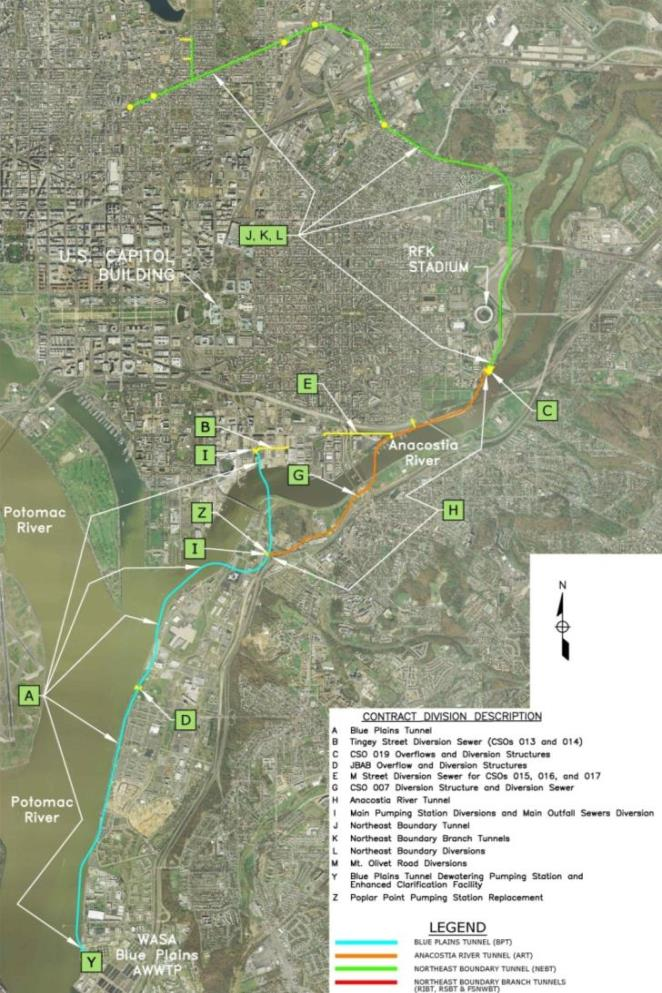 J, K, L
U.S. CAPITOL
BUILDING
RFK
STADIUM
E
C
B
I
Anacostia
River
G
Potomac
River
Z
H
I
N
A
D
Potomac
River
WASA
Blue Plains
AWWTP
Y
CONTRACT DIVISION DESCRIPTION
A Blue Plains Tunnel
B Tingey Street Diversion Sewer (CSOs 013 and 014)
C CSO 019 Overflows and Diversion Structures
D JBAB Overflow and Diversion Structures
E M Street Diversion Sewer for CSOs 015, 016, and 017
G CSO 007 Diversion Structure and Diversion Sewer
H Anacostia River Tunnel
I Main Pumping Station Diversions and Main Outfall Sewers Diversion
J Northeast Boundary Tunnel
K Northeast Boundary Branch Tunnels
L Northeast Boundary Diversions
M Mt. Olivet Road Diversions
Y Blue Plains Tunnel Dewatering Pumping Station and
Enhanced Clarification Facility
Z Poplar Point Pumping Station Replacement
LEGEND
BLUE PLAINS TUNNEL (BPT)
ANACOSTIA RIVER TUNNEL (ART)
NORTHEAST BOUNDARY TUNNEL (NEBT)
NORTHEAST BOUNDARY BRANCH TUNNELS
(RIBT, RSBT & FSNWBT)